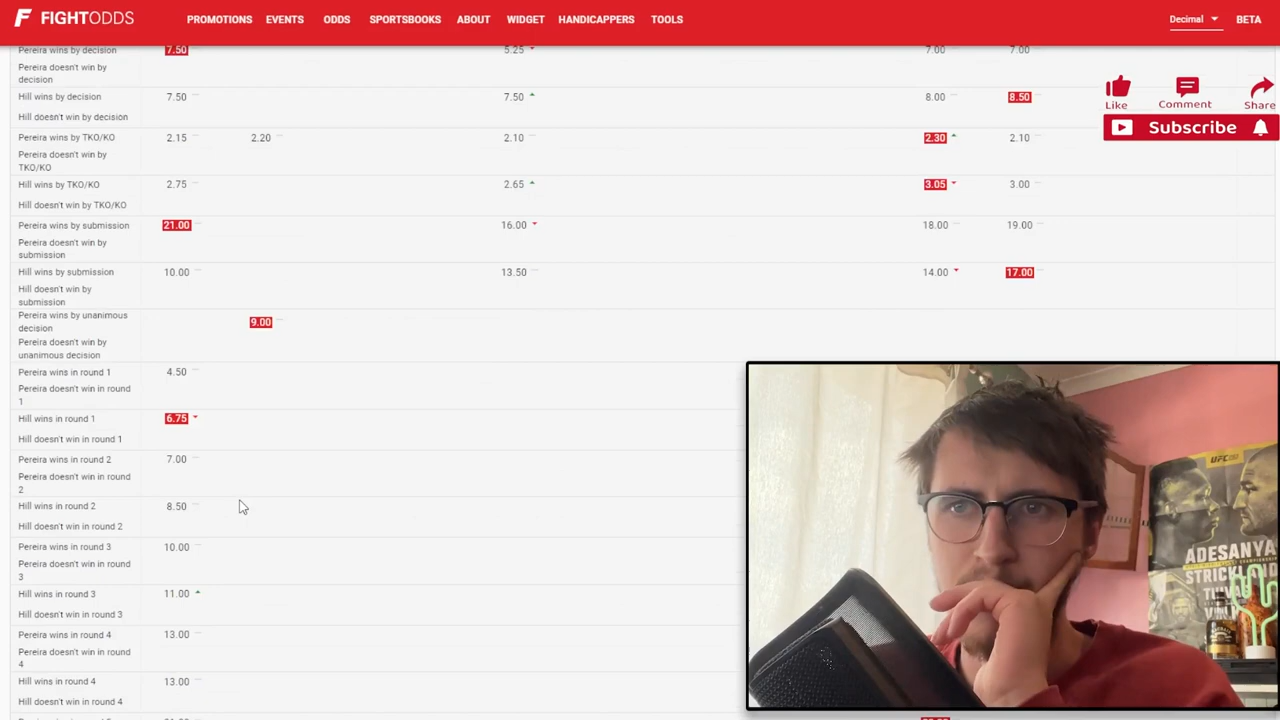 FIGHTODDS PROMOTIONS EVENTS ODDS SPORTSBOOKS ABOUT WIDGET HANDICAPPERS TOOLS Decimal BETA
Pereira wins by decision 7.50 5.25 7.00 7.00
Pereira doesn't win by
decision
Hill wins by decision 7.50 7.50 8.00 8.50
Hill doesn't win by decision
Like Comment Share
Subscribe
Pereira wins by TKO/KO 2.15 2.20 2.10 2.30 2.10
Pereira doesn't win by
TKO/KO
Hill wins by TKO/KO 2.75 2.65 3.05 3.00
Hill doesn't win by TKO/KO
Pereira wins by submission 21.00 16.00 18.00 19.00
Pereira doesn't win by
submission
Hill wins by submission 10.00 13.50 14.00 17.00
Hill doesn't win by
submission
Pereira wins by unanimous
decision 9.00
Pereira doesn't win by
unanimous decision
Pereira wins in round 1 4.50
Pereira doesn't win in round
1
Hill wins in round 1 6.75
Hill doesn't win in round 1
Pereira wins in round 2 7.00
Pereira doesn't win in round
2
Hill wins in round 2 8.50
Hill doesn't win in round 2
Pereira wins in round 3 10.00
Pereira doesn't win in round
3
Hill wins in round 3 11.00
Hill doesn't win in round 3
Pereira wins in round 4 13.00
Pereira doesn't win in round
4
Hill wins in round 4 13.00
Hill doesn't win in round 4
ADESANYA
STRICKLAND